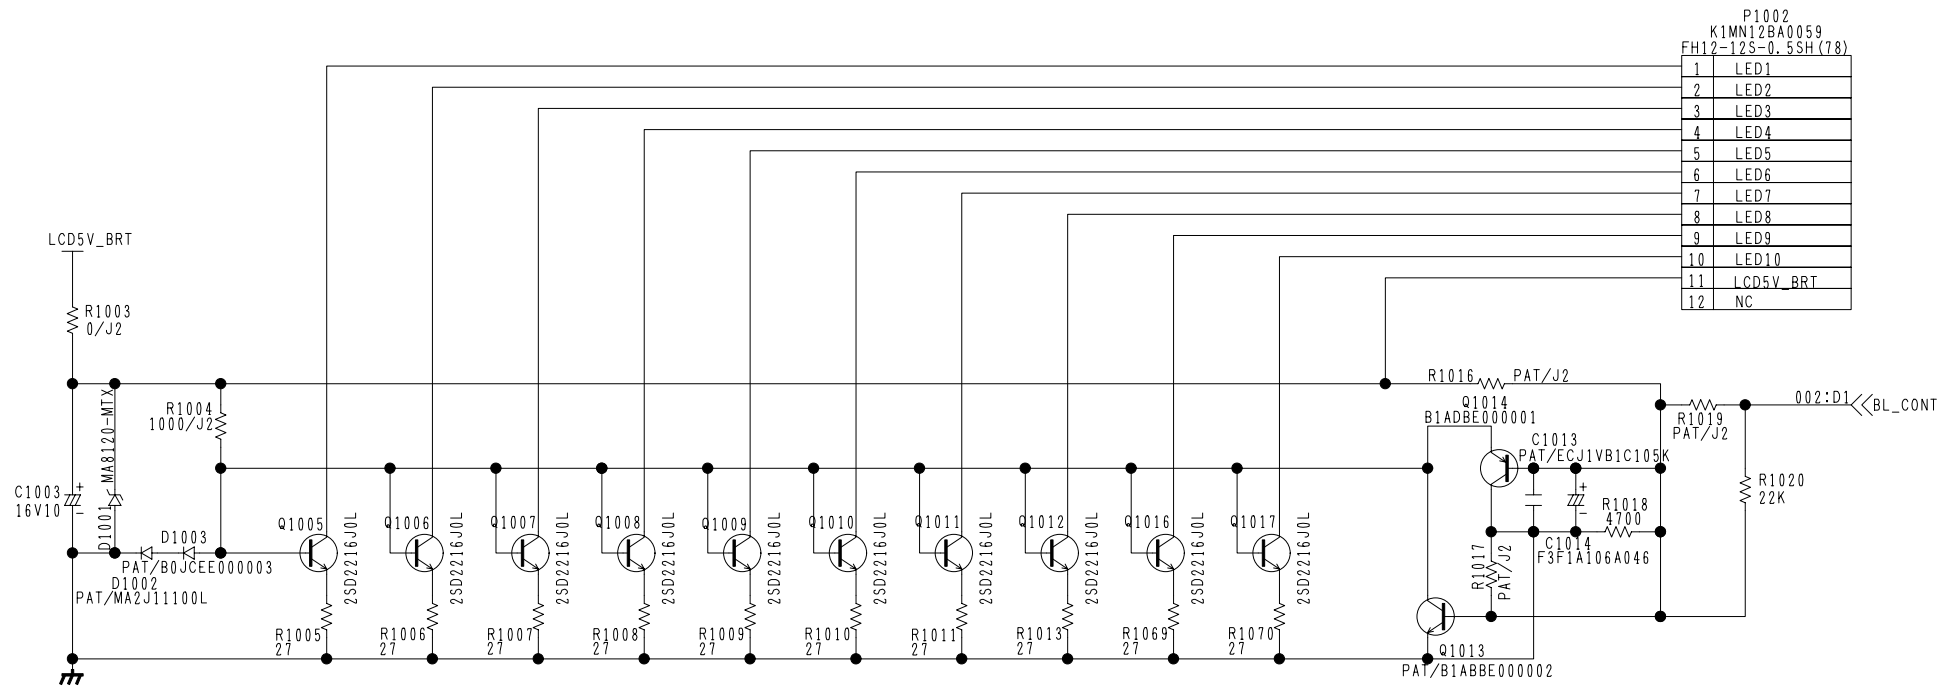 P1002
K1MN12BA0059
FH12-12S-0.5SH(78)
1 LED1
2 LED2
3 LED3
4 LED4
5 LED5
6 LED6
7 LED7
8 LED8
9 LED9
10 LED10
11 LCD5V_BRT
12 NC
LCD5V_BRT
R1003
0/J2
R1004
1000/J2
MA8120-MTX
D1001
C1003
16V10
+
-
D1003
PAT/B0JCEE000003
D1002
PAT/MA2J11100L
Q1005
2SD2216J0L
R1005
27
Q1006
2SD2216J0L
R1006
27
Q1007
2SD2216J0L
R1007
27
Q1008
2SD2216J0L
R1008
27
Q1009
2SD2216J0L
R1009
27
Q1010
2SD2216J0L
R1010
27
Q1011
2SD2216J0L
R1011
27
Q1012
2SD2216J0L
R1013
27
Q1016
2SD2216J0L
R1069
27
Q1017
2SD2216J0L
R1070
27
R1016 PAT/J2
Q1014
B1ADBE000001
C1013
PAT/ECJ1VB1C105K
R1019
PAT/J2
002:D1
BL_CONT
R1020
22K
R1018
4700
+
-
C1014
F3F1A106A046
R1017
PAT/J2
Q1013
PAT/B1ABBE000002